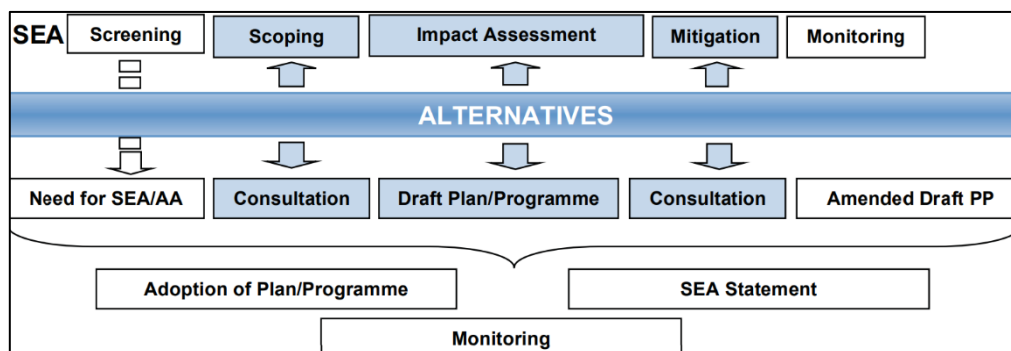 SEA Screening Scoping Impact Assessment Mitigation Monitoring
ALTERNATIVES
Need for SEA/AA Consultation Draft Plan/Programme Consultation Amended Draft PP
Adoption of Plan/Programme SEA Statement
Monitoring